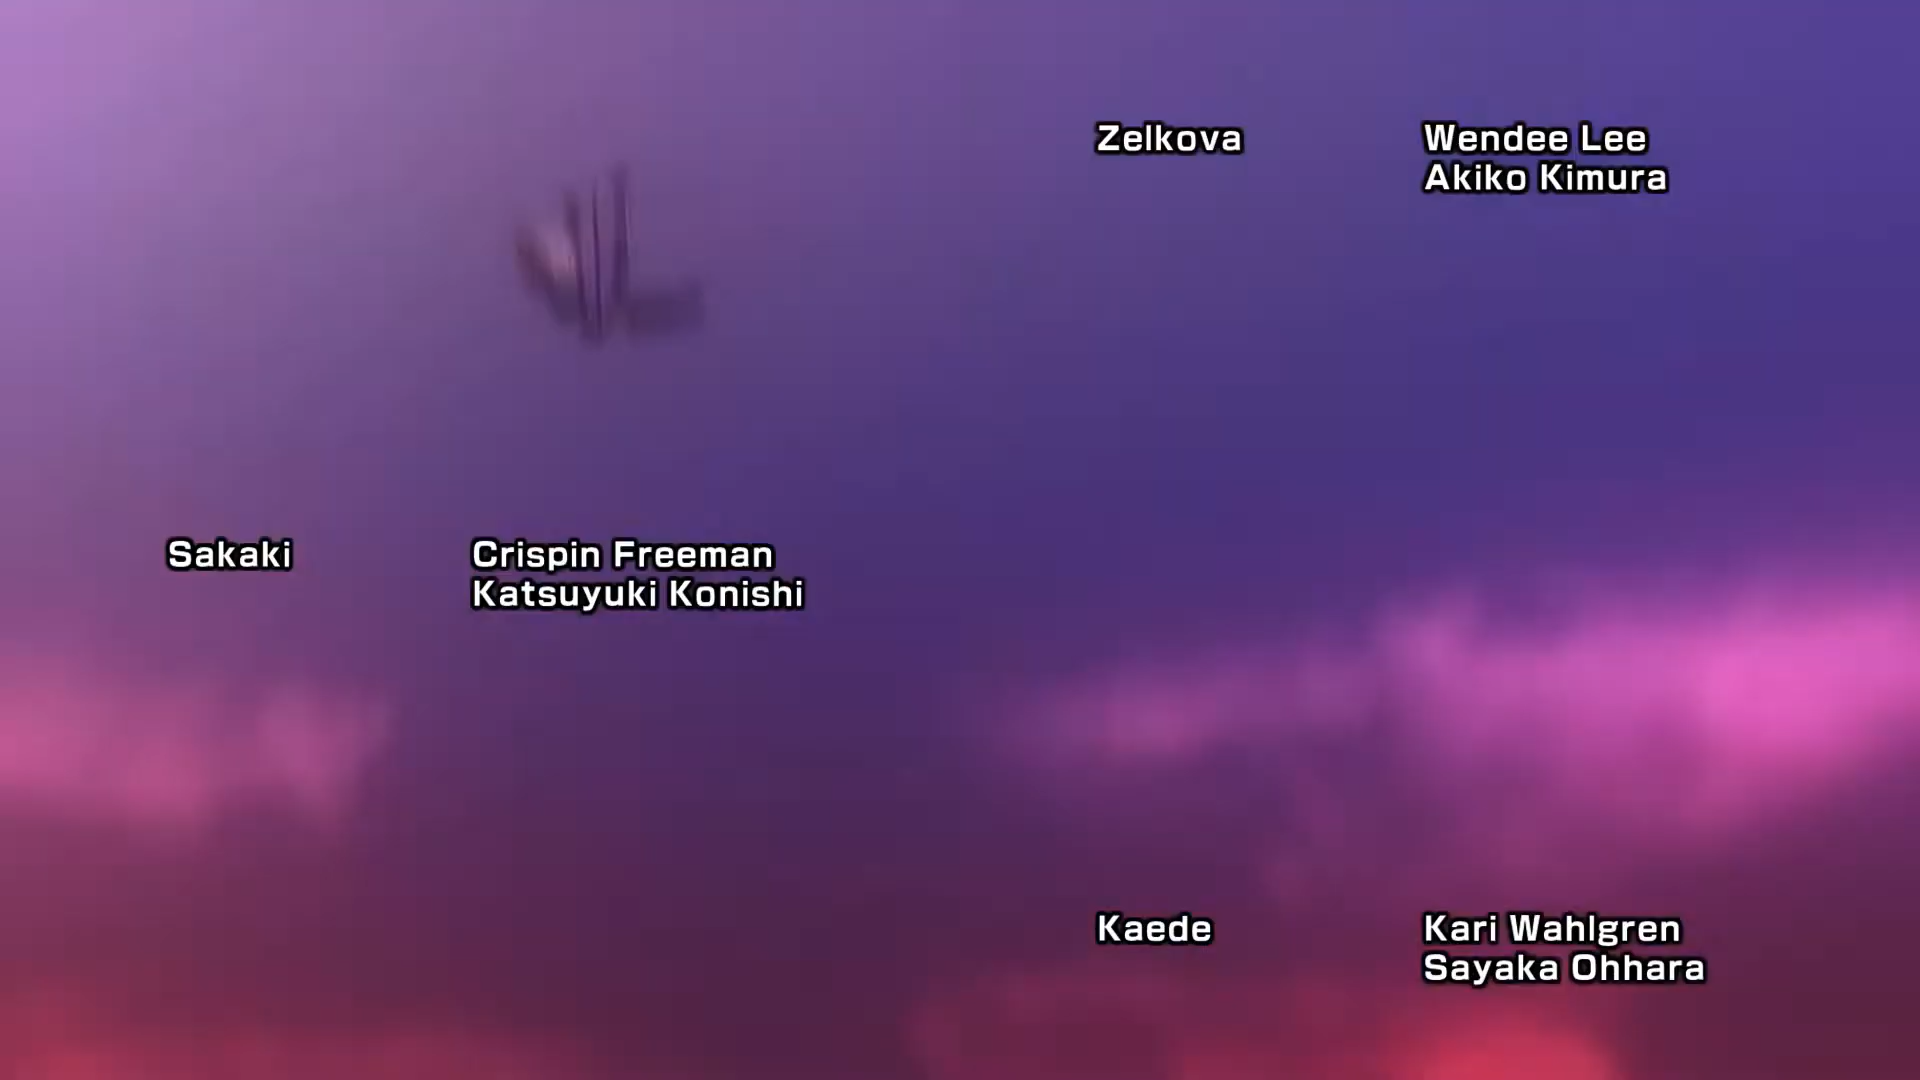 Zelkova Wendee Lee
Akiko Kimura
Sakaki Crispin Freeman
Katsuyuki Konishi
Kaede Kari Wahlgren
Sayaka Ohhara